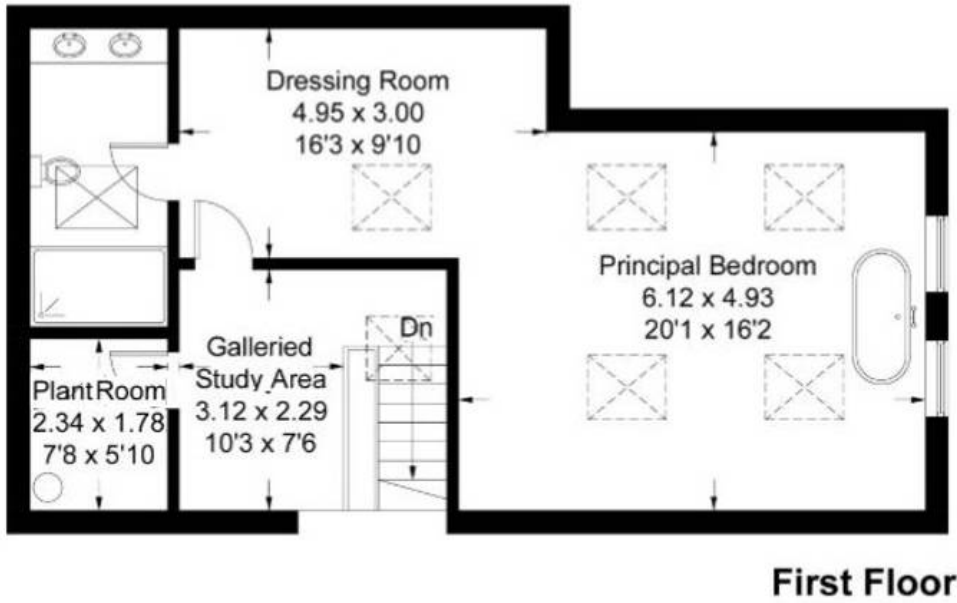 Dressing Room
4.95 x 3.00
16'3 x 9'10
Principal Bedroom
6.12 x 4.93
20'1 x 16'2
Dn
Galleried
Study Area
3.12 x 2.29
10'3 x 7'6
Plant Room
2.34 x 1.78
7'8 x 5'10
First Floor